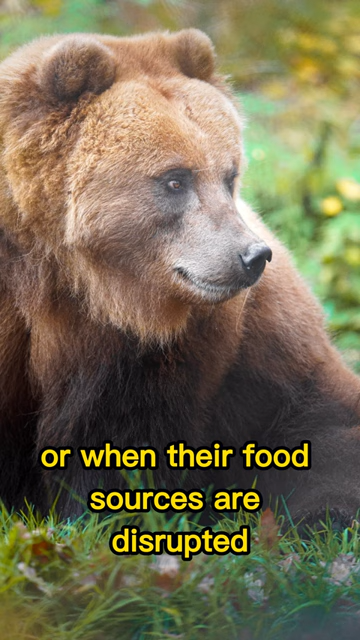 or when their food
sources are
disrupted